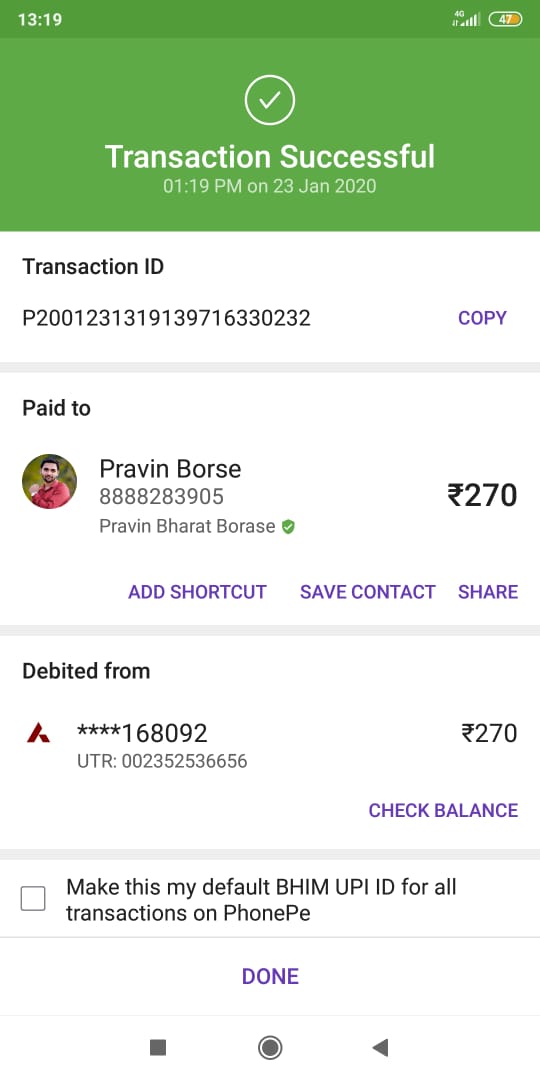 13:19
4G
47
Transaction Successful
01:19 PM on 23 Jan 2020
Transaction ID
P2001231319139716330232
COPY
Paid to
Pravin Borse
8888283905
₹270
Pravin Bharat Borase
ADD SHORTCUT SAVE CONTACT SHARE
Debited from
****168092
₹270
UTR: 002352536656
CHECK BALANCE
Make this my default BHIM UPI ID for all
transactions on PhonePe
DONE